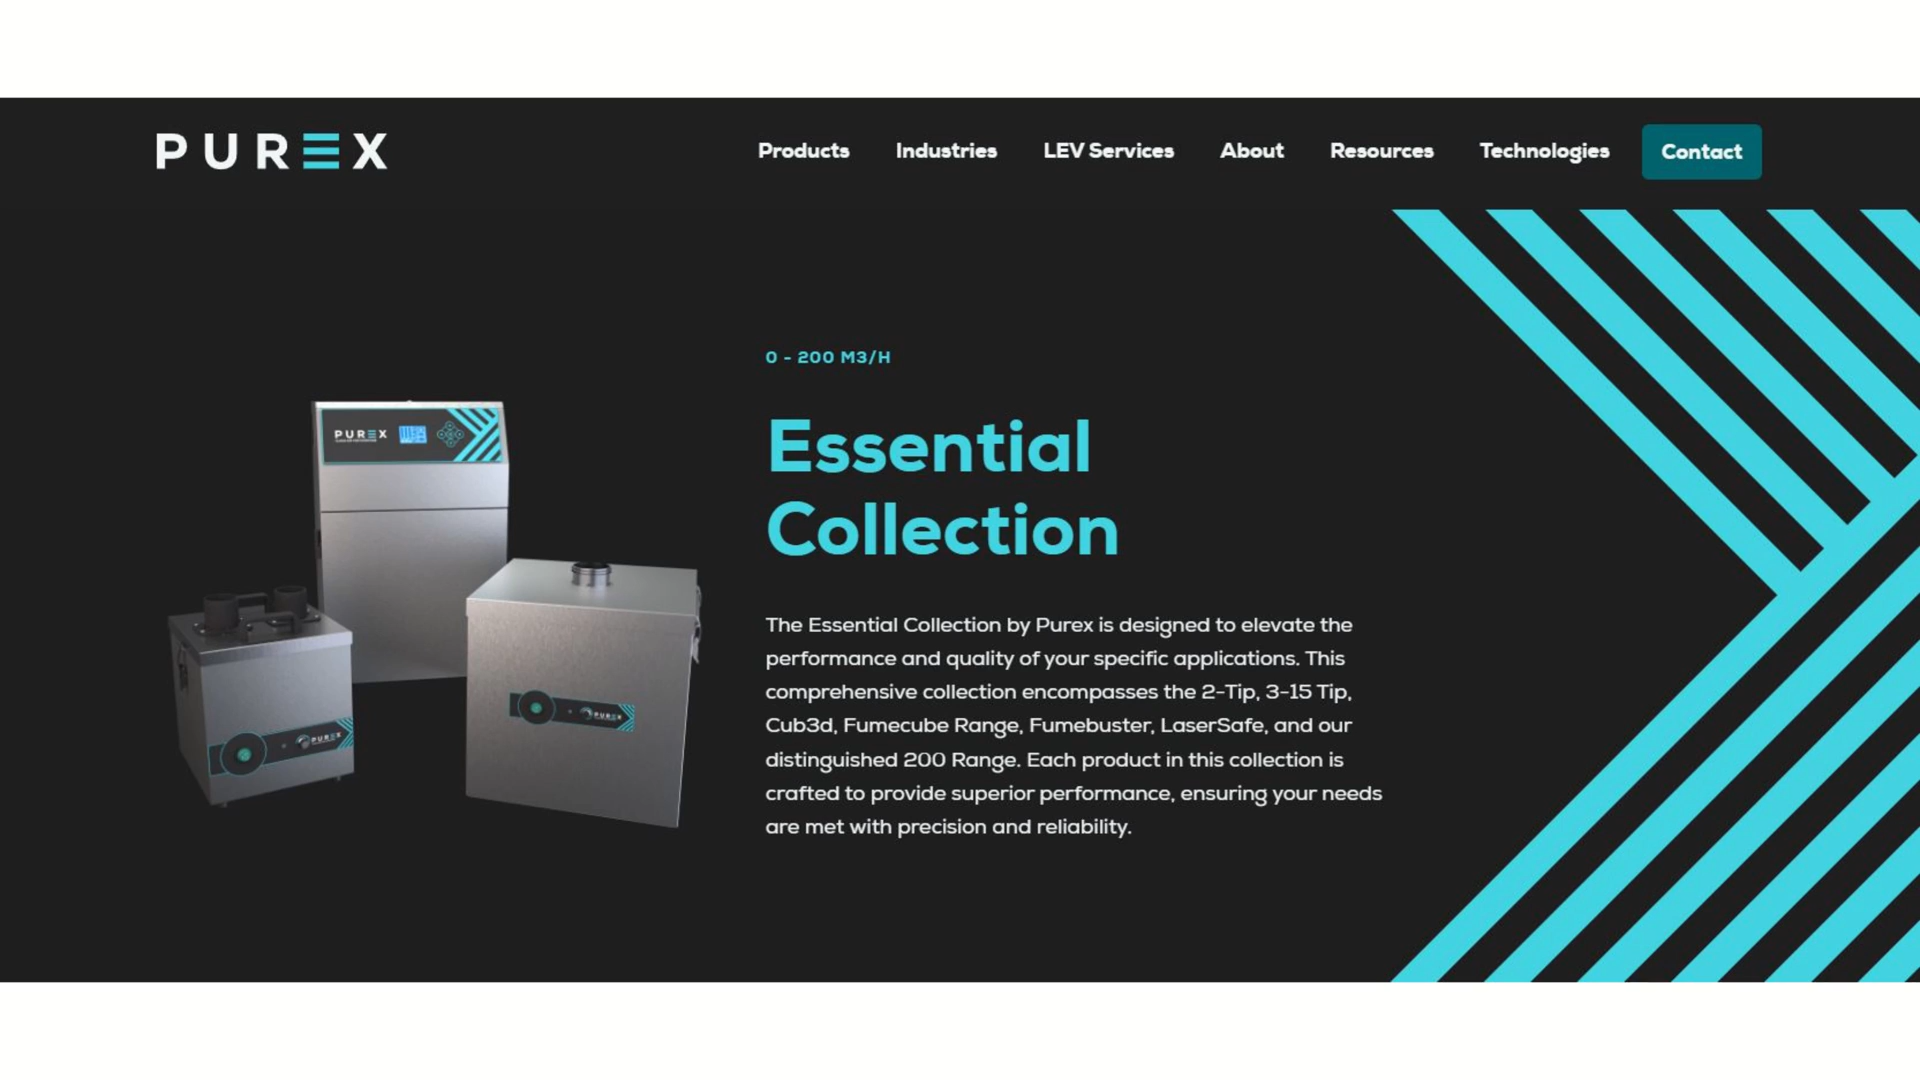 PUREX
Products Industries LEV Services About Resources Technologies Contact
0 - 200 M3/H
Essential
Collection
The Essential Collection by Purex is designed to elevate the
performance and quality of your specific applications. This
comprehensive collection encompasses the 2-Tip, 3-15 Tip,
Cub3d, Fumecube Range, Fumebuster, LaserSafe, and our
distinguished 200 Range. Each product in this collection is
crafted to provide superior performance, ensuring your needs
are met with precision and reliability.
PUREX
PUREX
PUREX